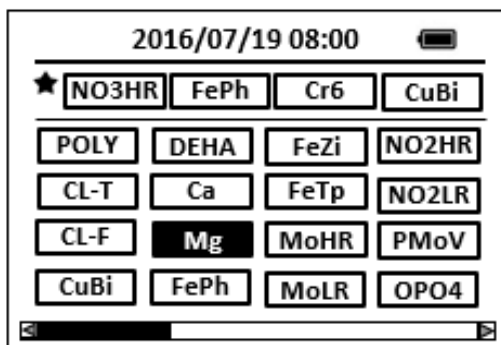 2016/07/19 08:00
NO3HR FePh Cr6 CuBi
POLY DEHA FeZi NO2HR
CL-T Ca FeTp NO2LR
CL-F Mg MoHR PMoV
CuBi FePh MoLR OPO4